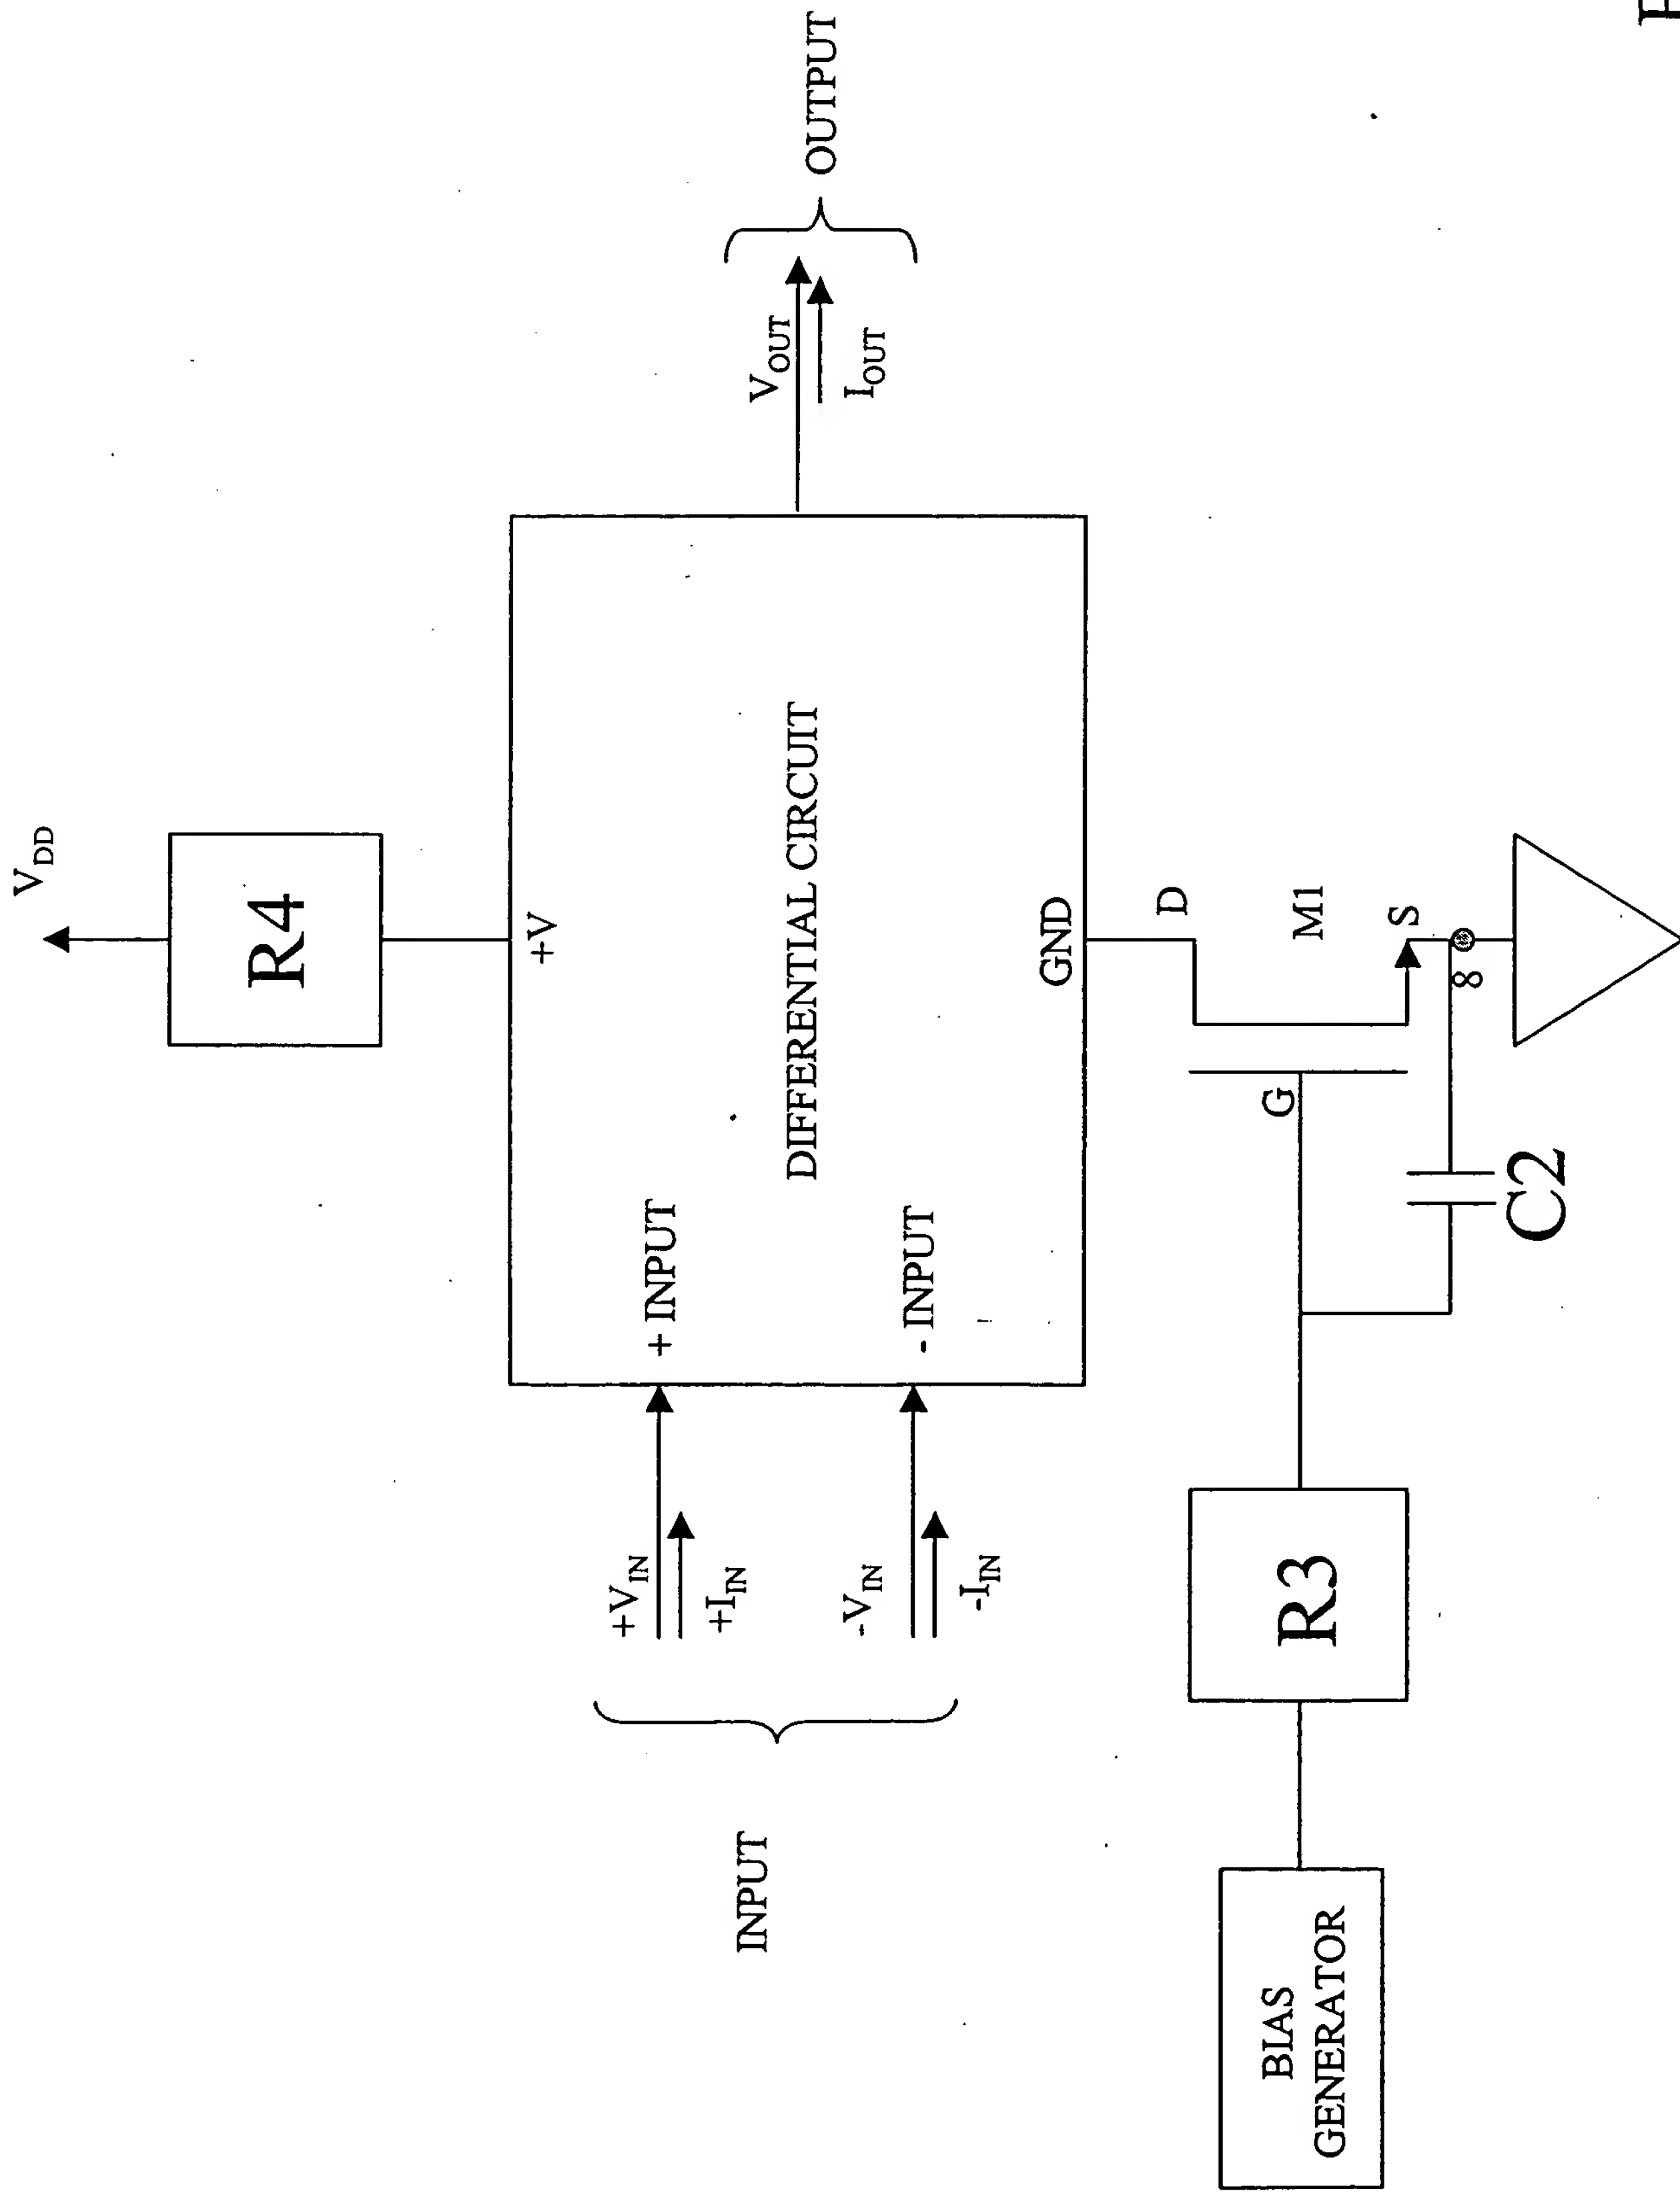 V_DD
R4
+V
+ INPUT
- INPUT
DIFFERENTIAL CIRCUIT
GND
INPUT
+V_IN
+I_IN
-V_IN
-I_IN
V_OUT
I_OUT
OUTPUT
D
G
M1
S
8
C2
R3
BIAS
GENERATOR